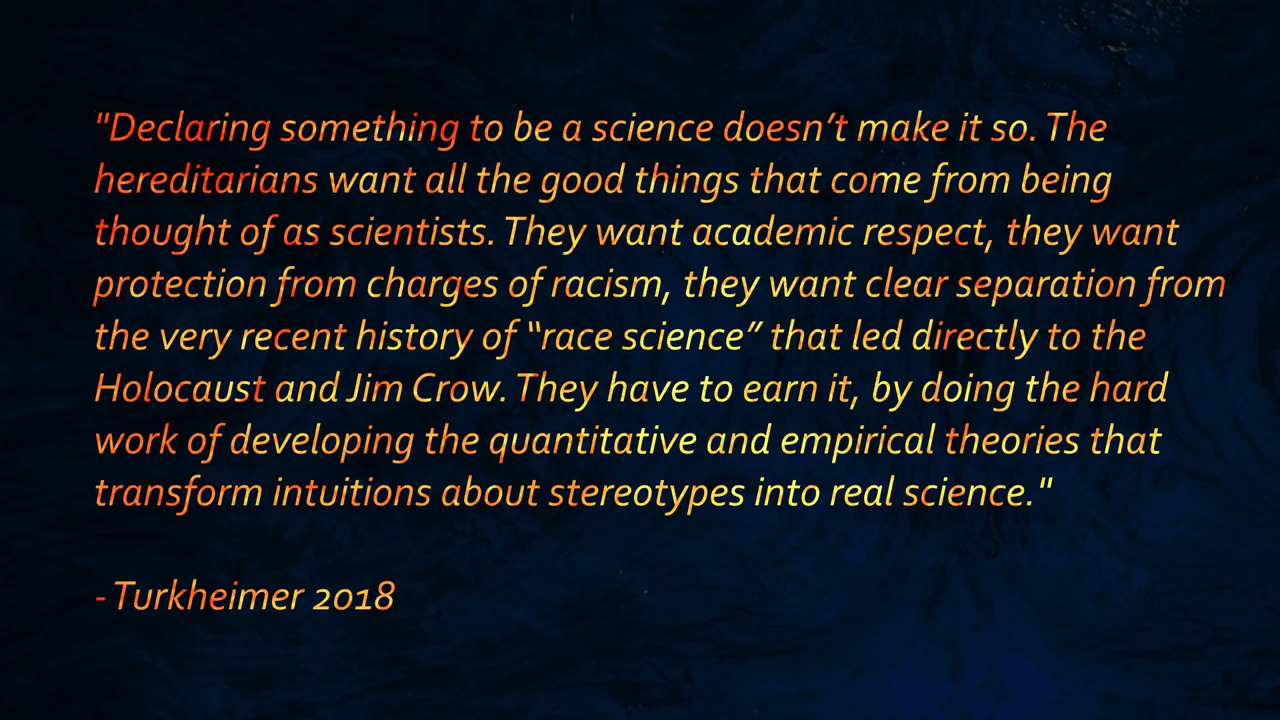 "Declaring something to be a science doesn’t make it so. The
hereditarians want all the good things that come from being
thought of as scientists. They want academic respect, they want
protection from charges of racism, they want clear separation from
the very recent history of “race science” that led directly to the
Holocaust and Jim Crow. They have to earn it, by doing the hard
work of developing the quantitative and empirical theories that
transform intuitions about stereotypes into real science."
- Turkheimer 2018